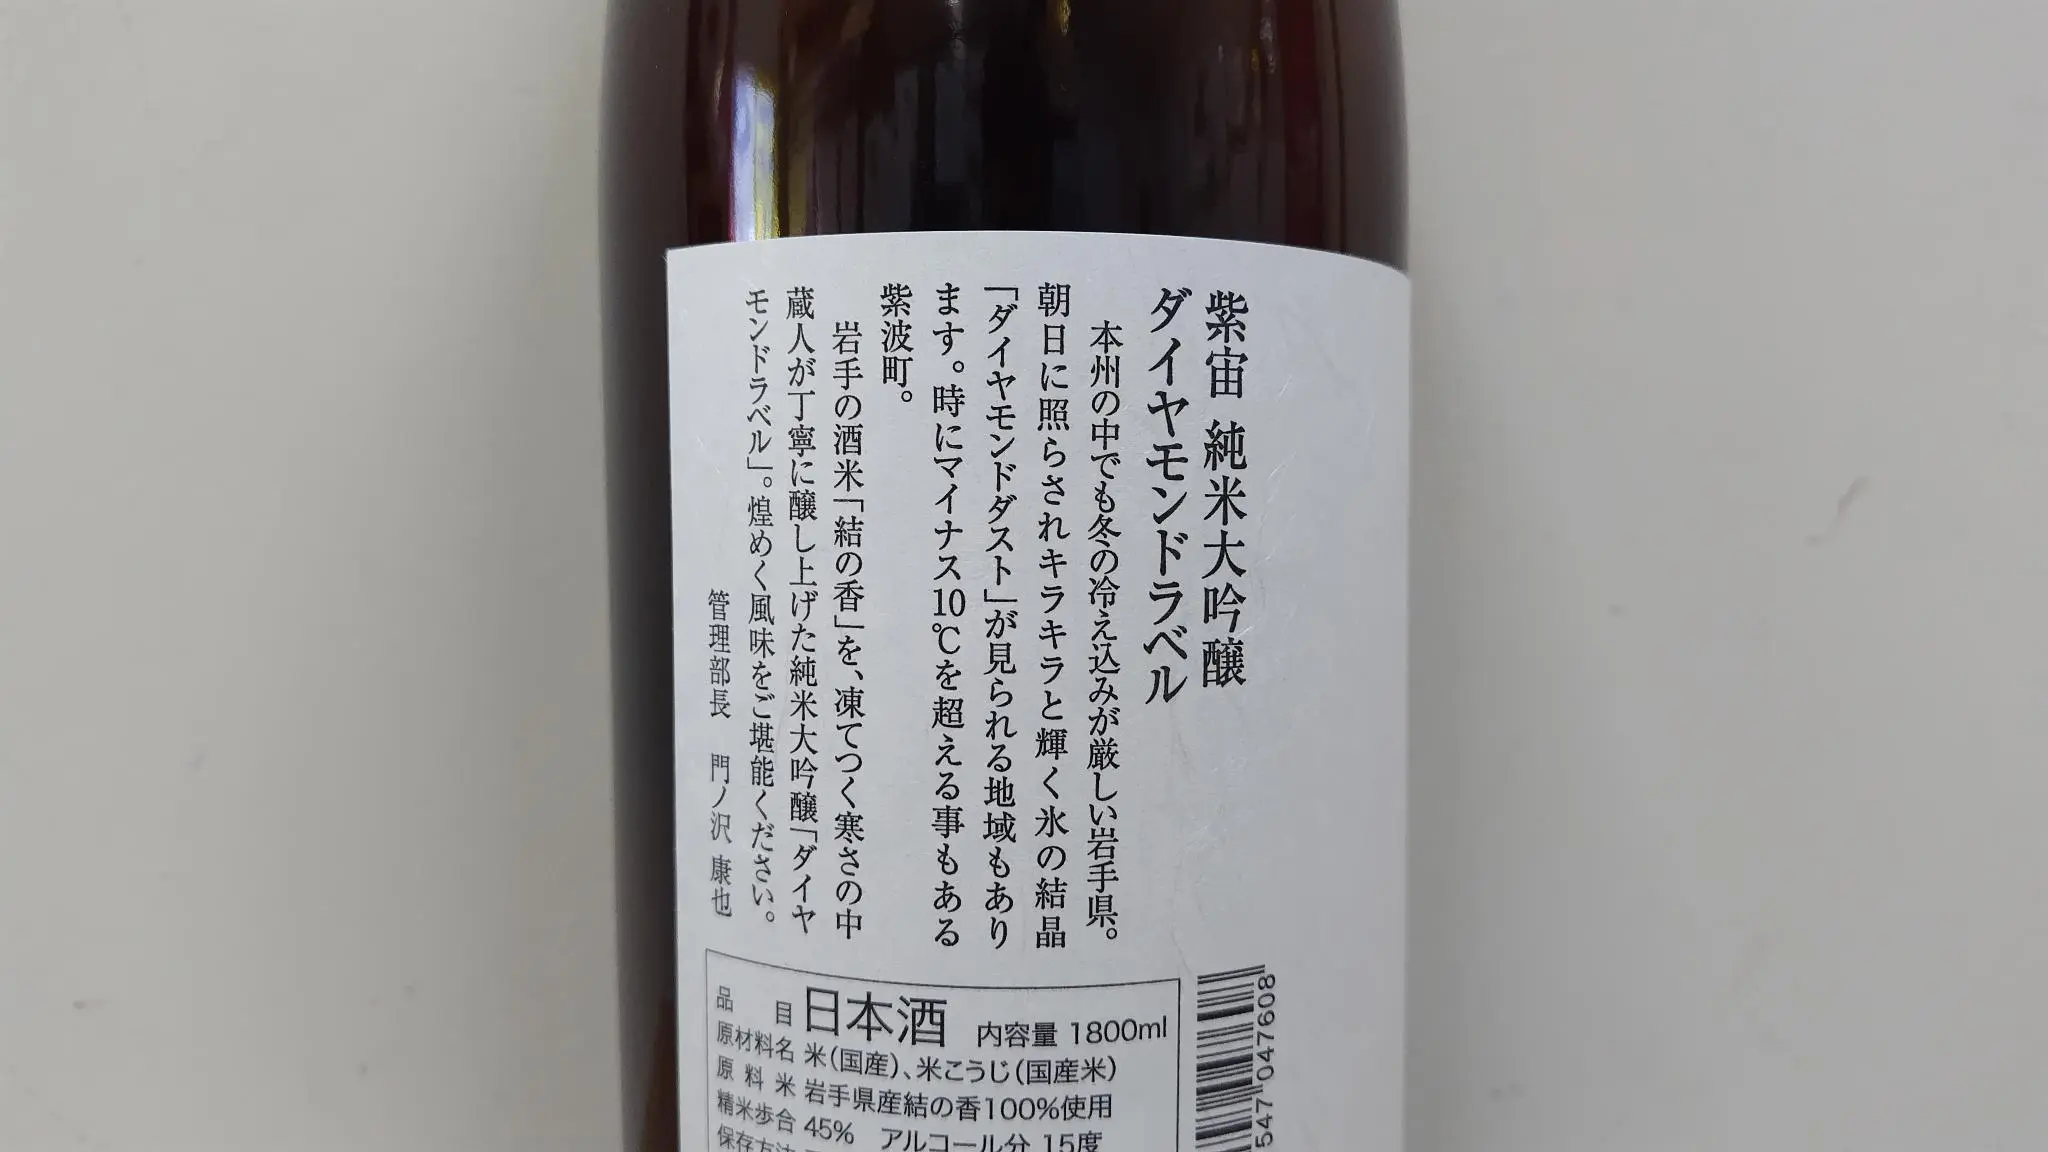 紫宙 純米大吟醸
ダイヤモンドラベル
本州の中でも冬の冷え込みが厳しい岩手県。
朝日に照らされキラキラと輝く氷の結晶
「ダイヤモンドダスト」が見られる地域もあり
ます。時にマイナス10℃を超える事もある
紫波町。
岩手の酒米「結の香」を、凍てつく寒さの中
蔵人が丁寧に醸し上げた純米大吟醸「ダイヤ
モンドラベル」。煌めく風味をご堪能ください。
管理部長 門ノ沢 康也
品目 日本酒 内容量 1800ml
原材料名 米(国産)、米こうじ(国産米)
原料米 岩手県産結の香100%使用
精米歩合 45% アルコール分 15度
保存方法
547 047608